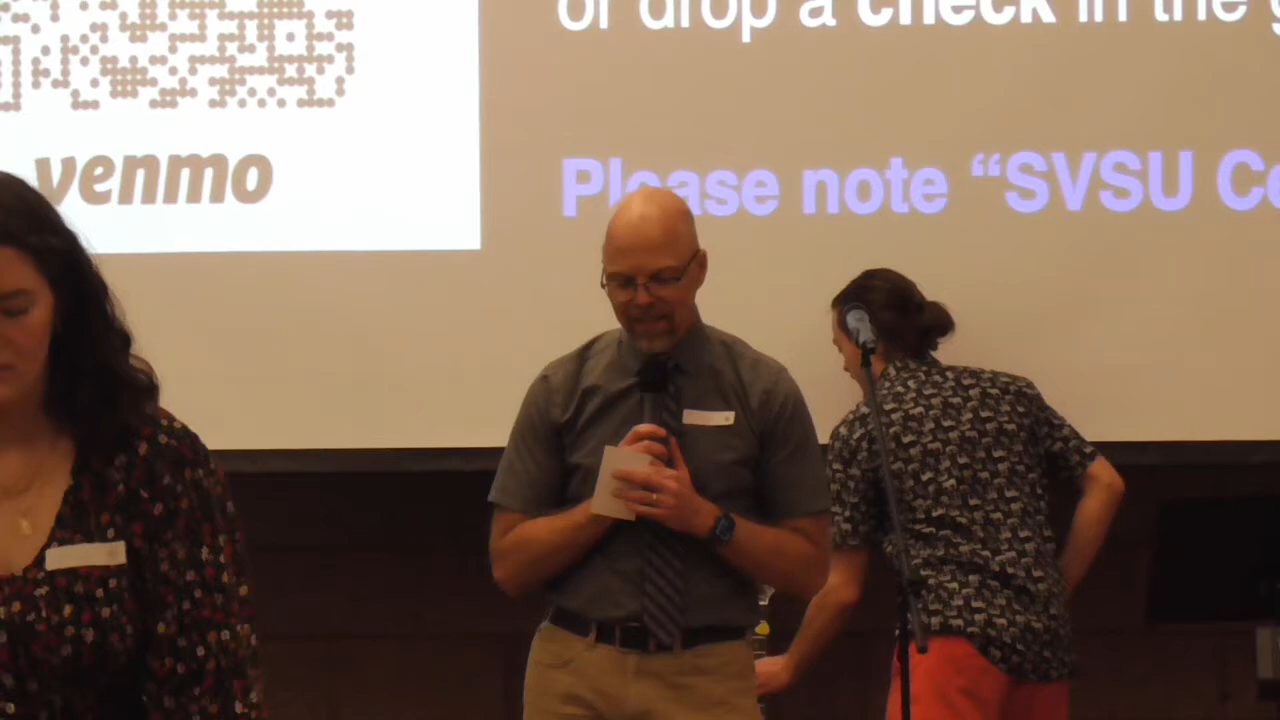 or drop a check in the
venmo
Please note “SVSU